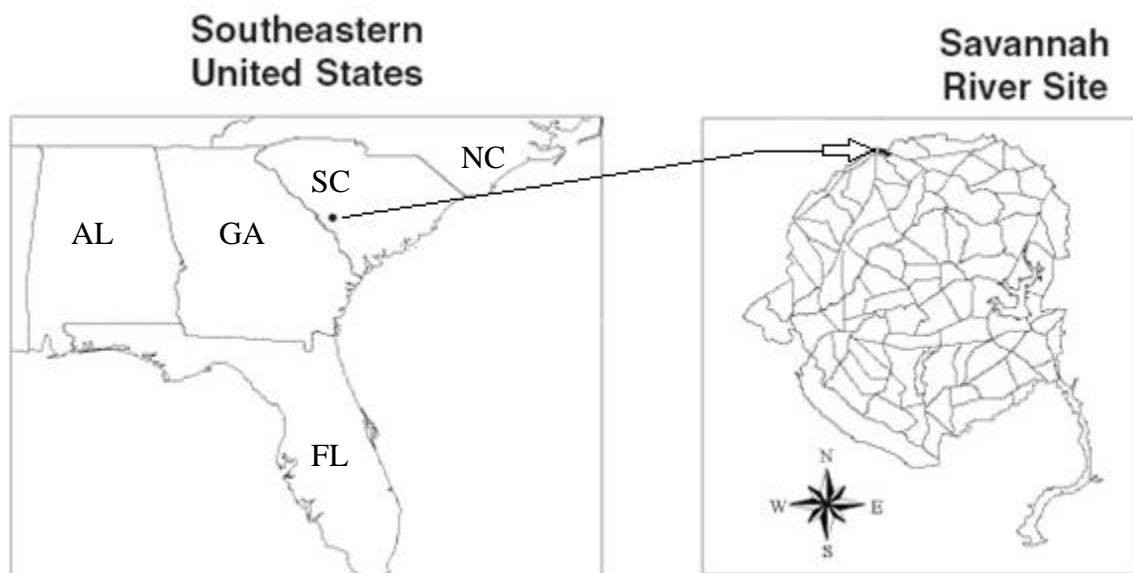 Southeastern
United States
Savannah
River Site
NC
SC
AL
GA
FL
N
W
E
S